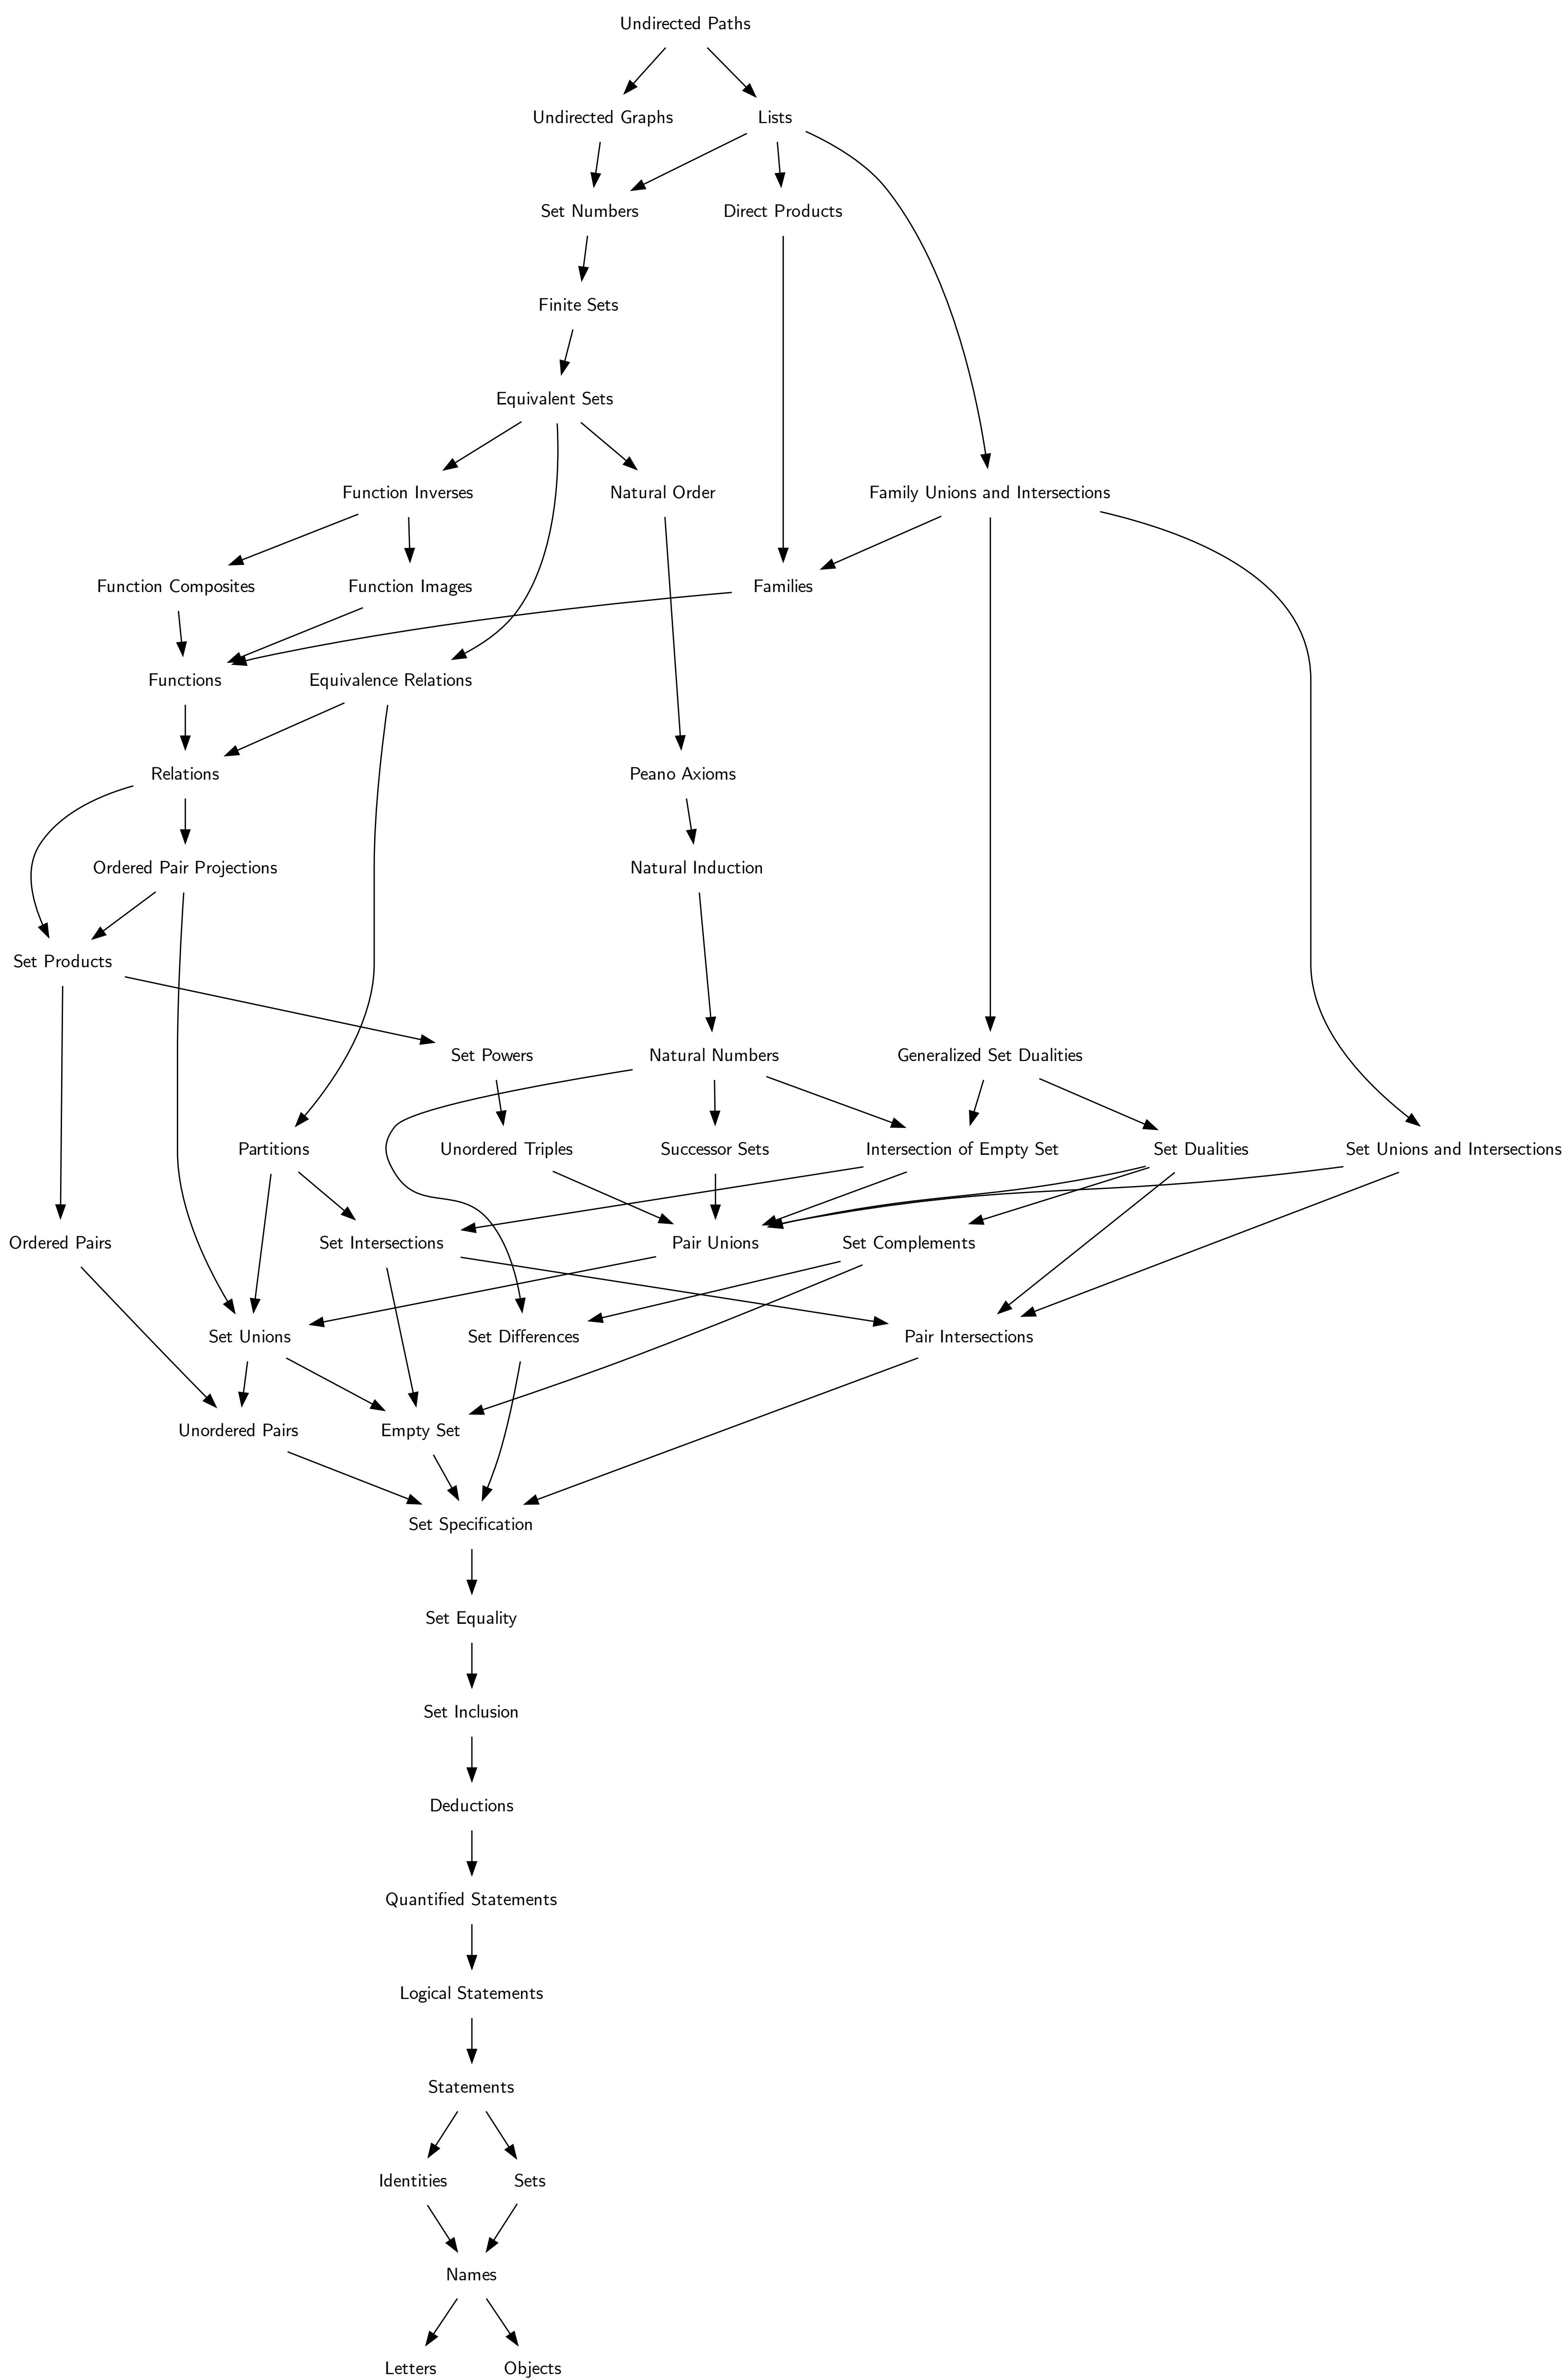 Undirected Paths
Undirected Graphs
Lists
Set Numbers
Direct Products
Finite Sets
Equivalent Sets
Function Inverses
Natural Order
Family Unions and Intersections
Function Composites
Function Images
Families
Functions
Equivalence Relations
Relations
Peano Axioms
Ordered Pair Projections
Natural Induction
Set Products
Set Powers
Natural Numbers
Generalized Set Dualities
Partitions
Unordered Triples
Successor Sets
Intersection of Empty Set
Set Dualities
Set Unions and Intersections
Ordered Pairs
Set Intersections
Pair Unions
Set Complements
Set Unions
Set Differences
Pair Intersections
Unordered Pairs
Empty Set
Set Specification
Set Equality
Set Inclusion
Deductions
Quantified Statements
Logical Statements
Statements
Identities
Sets
Names
Letters
Objects